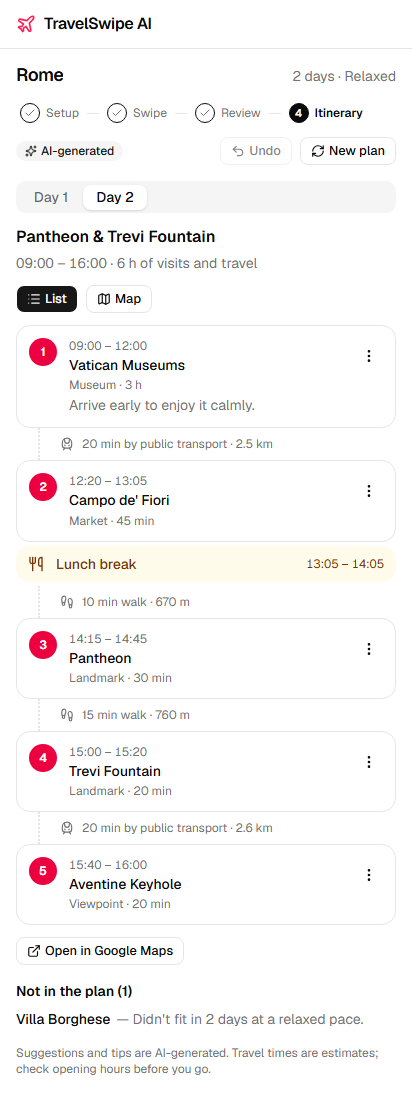 TravelSwipe AI
Rome
2 days · Relaxed
Setup
Swipe
Review
4 Itinerary
AI-generated
Undo
New plan
Day 1
Day 2
Pantheon & Trevi Fountain
09:00 – 16:00 · 6 h of visits and travel
List
Map
1
09:00 – 12:00
Vatican Museums
Museum · 3 h
Arrive early to enjoy it calmly.
20 min by public transport · 2.5 km
2
12:20 – 13:05
Campo de' Fiori
Market · 45 min
Lunch break
13:05 – 14:05
10 min walk · 670 m
3
14:15 – 14:45
Pantheon
Landmark · 30 min
15 min walk · 760 m
4
15:00 – 15:20
Trevi Fountain
Landmark · 20 min
20 min by public transport · 2.6 km
5
15:40 – 16:00
Aventine Keyhole
Viewpoint · 20 min
Open in Google Maps
Not in the plan (1)
Villa Borghese — Didn't fit in 2 days at a relaxed pace.
Suggestions and tips are AI-generated. Travel times are estimates;
check opening hours before you go.